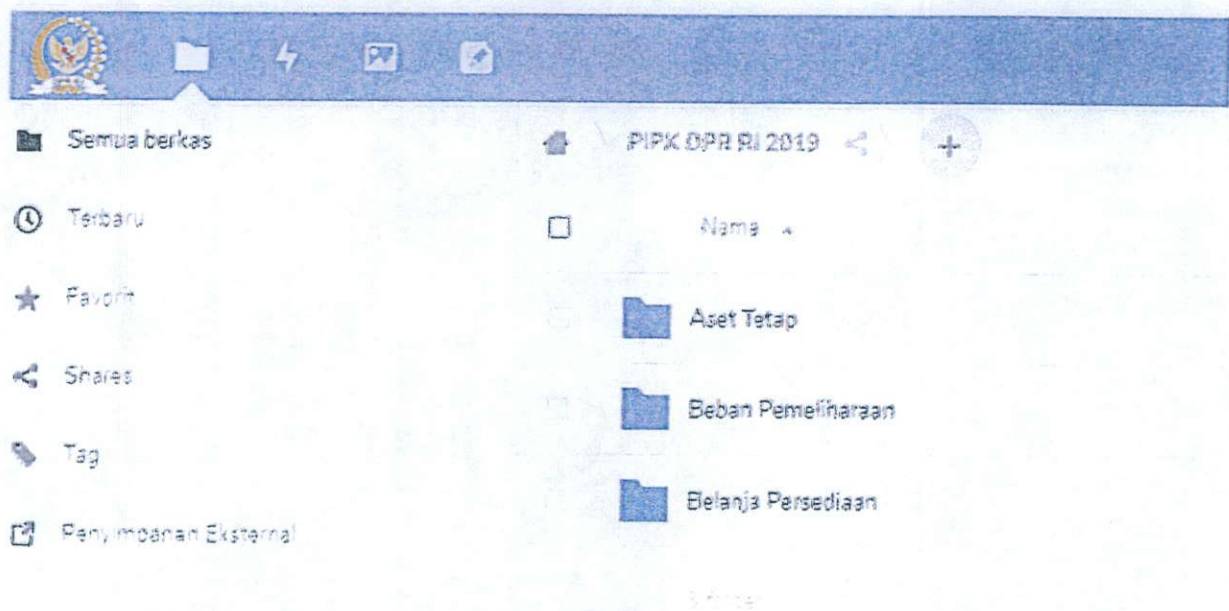 Semua berkas
PIPK DPR RI 2019
+
Terbaru
Nama
Favorit
Aset Tetap
Shares
Beban Pemeliharaan
Tag
Belanja Persediaan
Penyimpanan Eksternal